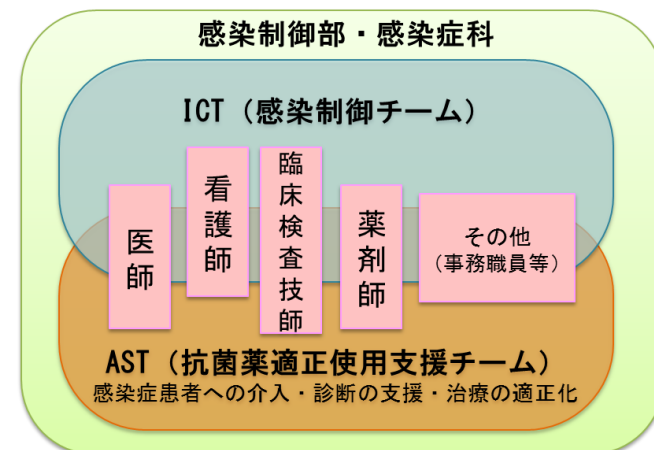 感染制御部・感染症科
ICT（感染制御チーム）
医師
看護師
臨床検査技師
薬剤師
その他
（事務職員等）
AST（抗菌薬適正使用支援チーム）
感染症患者への介入・診断の支援・治療の適正化